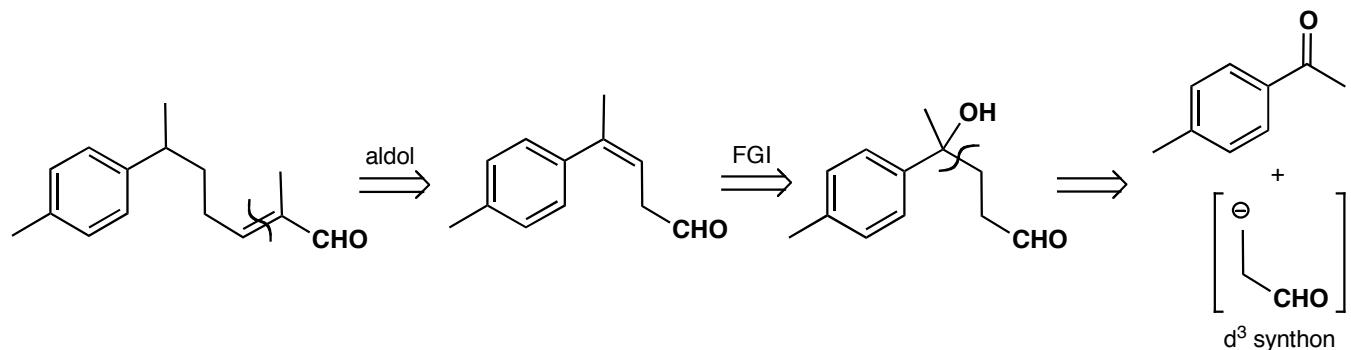 CHO
aldol
CHO
FGI
OH
CHO
O
+
⊖
CHO
d³ synthon